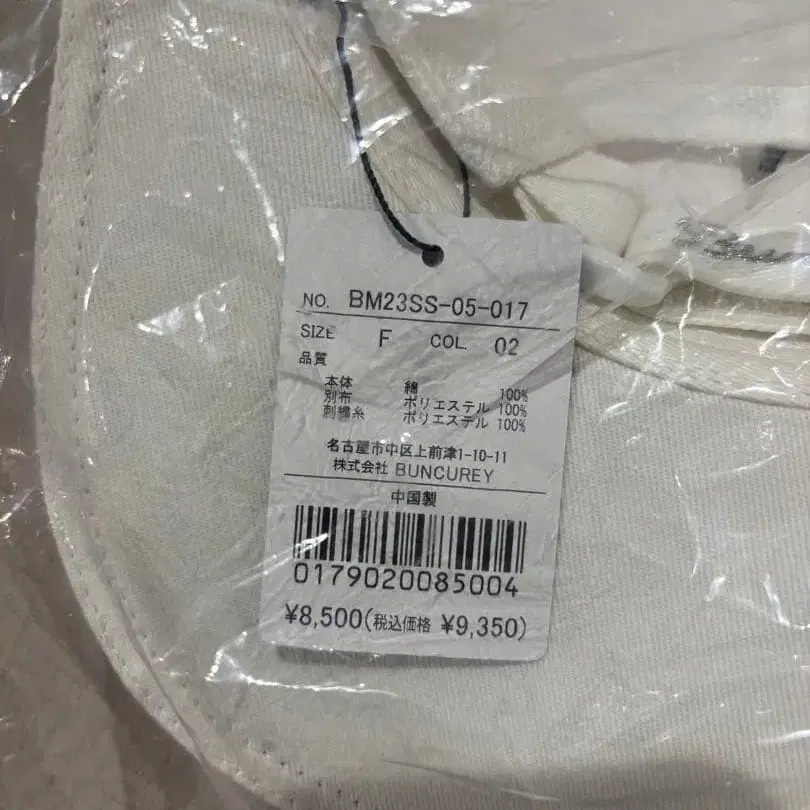 NO. BM23SS-05-017
SIZE F COL. 02
品質
本体 綿 100%
別布 ポリエステル 100%
刺繍糸 ポリエステル 100%
名古屋市中区上前津1-10-11
株式会社 BUNCUREY
中国製
0179020085004
¥8,500(税込価格 ¥9,350)